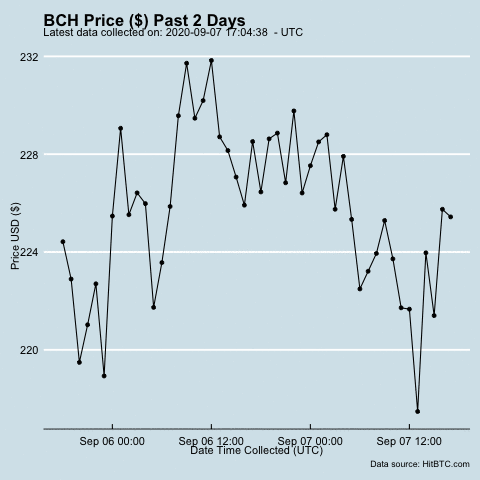 BCH Price ($) Past 2 Days
Latest data collected on: 2020-09-07 17:04:38  - UTC
232
228
224
220
Price USD ($)
Sep 06 00:00 Sep 06 12:00 Sep 07 00:00 Sep 07 12:00
Date Time Collected (UTC)
Data source: HitBTC.com